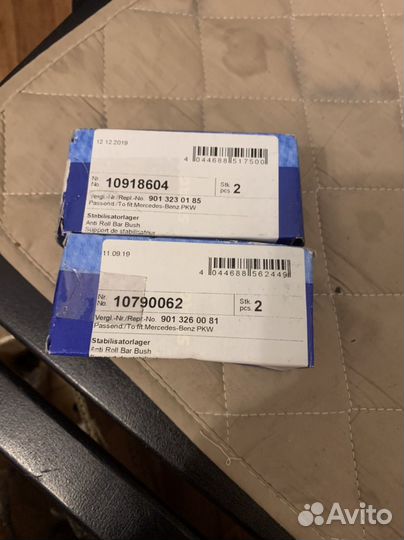 12.12.2019
4 044688 517500
Nr.
No. 10918604
Stk
pcs 2
Vergl.-Nr./Repl.-No. 901 323 01 85
Passend./To fit Mercedes-Benz PKW
Stabilisatorlager
Anti Roll Bar Bush
Support de stabilisateur
11.09.19
4 044688 562449
Nr.
No. 10790062
Stk
pcs 2
Vergl.-Nr./Repl.-No. 901 326 00 81
Passend./To fit Mercedes-Benz PKW
Stabilisatorlager
Anti Roll Bar Bush
Avito